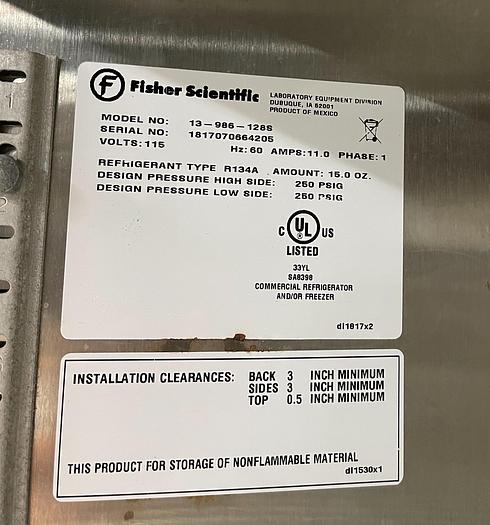 Fisher Scientific
LABORATORY EQUIPMENT DIVISION
DUBUQUE, IA 52001
PRODUCT OF MEXICO
MODEL NO: 13-986-128S
SERIAL NO: 1817070664205
VOLTS: 115 Hz: 60 AMPS: 11.0 PHASE: 1
REFRIGERANT TYPE R134A AMOUNT: 15.0 OZ.
DESIGN PRESSURE HIGH SIDE: 250 PSIG
DESIGN PRESSURE LOW SIDE: 250 PSIG
C UL US
LISTED
33YL
SA8398
COMMERCIAL REFRIGERATOR
AND/OR FREEZER
dl1817x2
INSTALLATION CLEARANCES: BACK 3 INCH MINIMUM
SIDES 3 INCH MINIMUM
TOP 0.5 INCH MINIMUM
THIS PRODUCT FOR STORAGE OF NONFLAMMABLE MATERIAL
dl1530x1